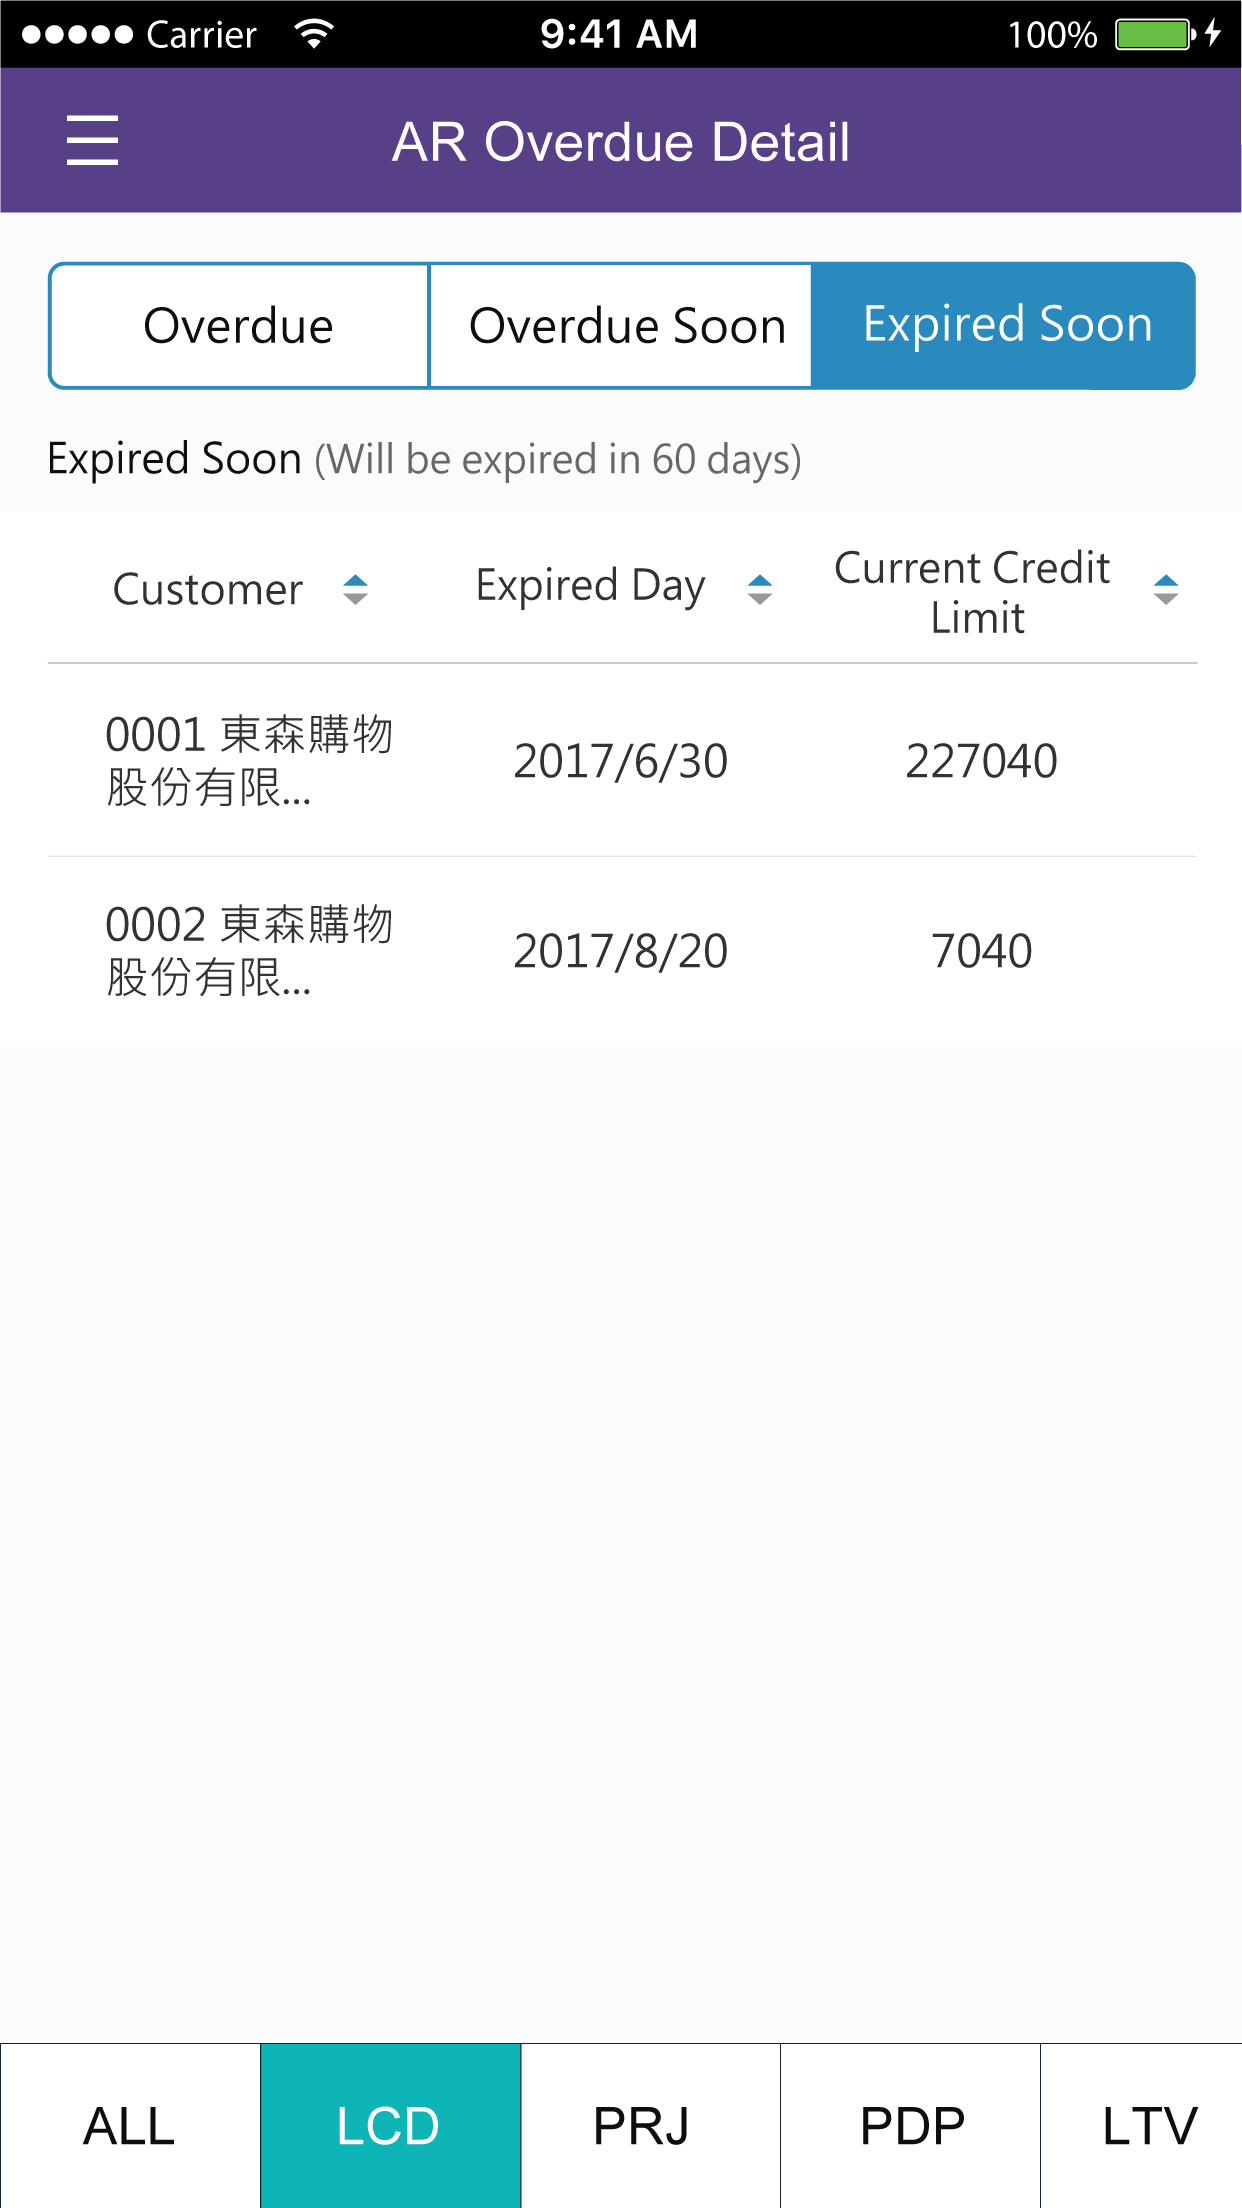 Carrier 9:41 AM 100%
AR Overdue Detail
Overdue Overdue Soon Expired Soon
Expired Soon (Will be expired in 60 days)
Customer Expired Day Current Credit
Limit
0001 東森購物
股份有限... 2017/6/30 227040
0002 東森購物
股份有限... 2017/8/20 7040
ALL LCD PRJ PDP LTV